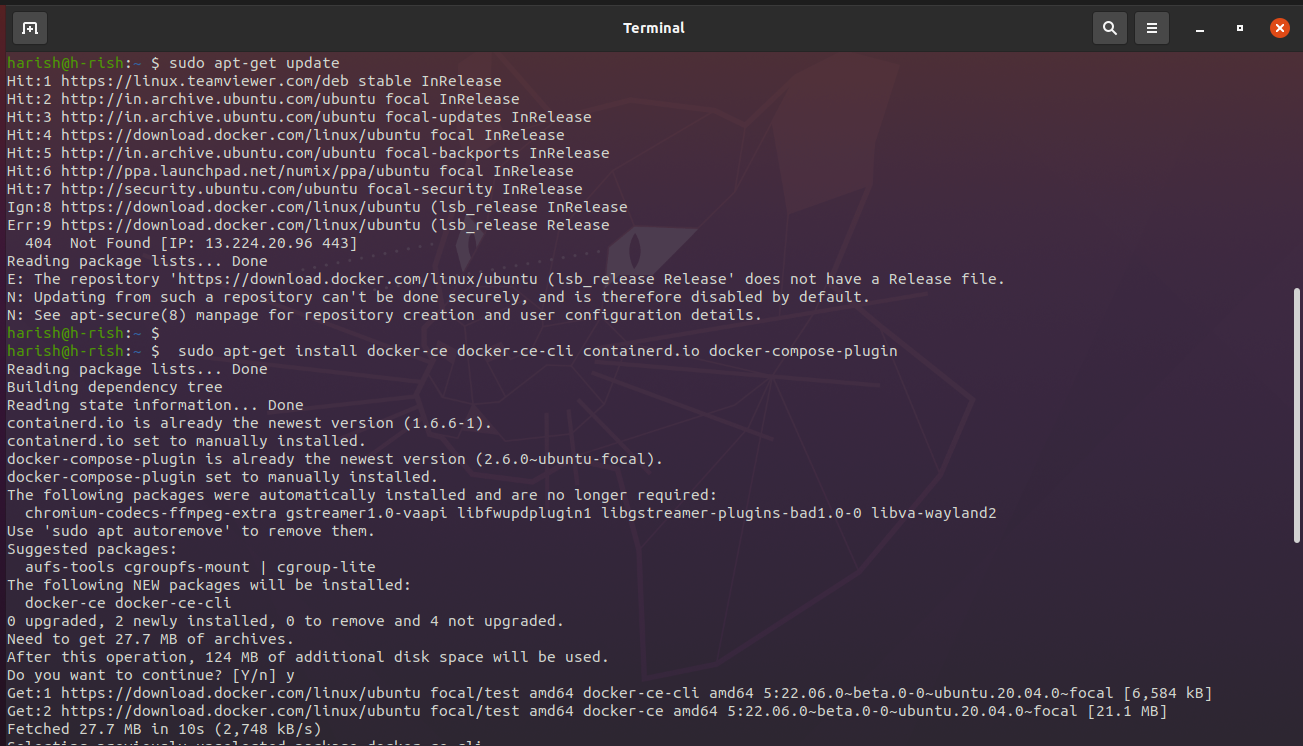 Terminal
harish@h-rish:~ $ sudo apt-get update
Hit:1 https://linux.teamviewer.com/deb stable InRelease
Hit:2 http://in.archive.ubuntu.com/ubuntu focal InRelease
Hit:3 http://in.archive.ubuntu.com/ubuntu focal-updates InRelease
Hit:4 https://download.docker.com/linux/ubuntu focal InRelease
Hit:5 http://in.archive.ubuntu.com/ubuntu focal-backports InRelease
Hit:6 http://ppa.launchpad.net/numix/ppa/ubuntu focal InRelease
Hit:7 http://security.ubuntu.com/ubuntu focal-security InRelease
Ign:8 https://download.docker.com/linux/ubuntu (lsb_release InRelease
Err:9 https://download.docker.com/linux/ubuntu (lsb_release Release
  404  Not Found [IP: 13.224.20.96 443]
Reading package lists... Done
E: The repository 'https://download.docker.com/linux/ubuntu (lsb_release Release' does not have a Release file.
N: Updating from such a repository can't be done securely, and is therefore disabled by default.
N: See apt-secure(8) manpage for repository creation and user configuration details.
harish@h-rish:~ $
harish@h-rish:~ $  sudo apt-get install docker-ce docker-ce-cli containerd.io docker-compose-plugin
Reading package lists... Done
Building dependency tree
Reading state information... Done
containerd.io is already the newest version (1.6.6-1).
containerd.io set to manually installed.
docker-compose-plugin is already the newest version (2.6.0~ubuntu-focal).
docker-compose-plugin set to manually installed.
The following packages were automatically installed and are no longer required:
  chromium-codecs-ffmpeg-extra gstreamer1.0-vaapi libfwupdplugin1 libgstreamer-plugins-bad1.0-0 libva-wayland2
Use 'sudo apt autoremove' to remove them.
Suggested packages:
  aufs-tools cgroupfs-mount | cgroup-lite
The following NEW packages will be installed:
  docker-ce docker-ce-cli
0 upgraded, 2 newly installed, 0 to remove and 4 not upgraded.
Need to get 27.7 MB of archives.
After this operation, 124 MB of additional disk space will be used.
Do you want to continue? [Y/n] y
Get:1 https://download.docker.com/linux/ubuntu focal/test amd64 docker-ce-cli amd64 5:22.06.0~beta.0-0~ubuntu.20.04.0~focal [6,584 kB]
Get:2 https://download.docker.com/linux/ubuntu focal/test amd64 docker-ce amd64 5:22.06.0~beta.0-0~ubuntu.20.04.0~focal [21.1 MB]
Fetched 27.7 MB in 10s (2,748 kB/s)
Selecting previously unselected package docker-ce-cli.